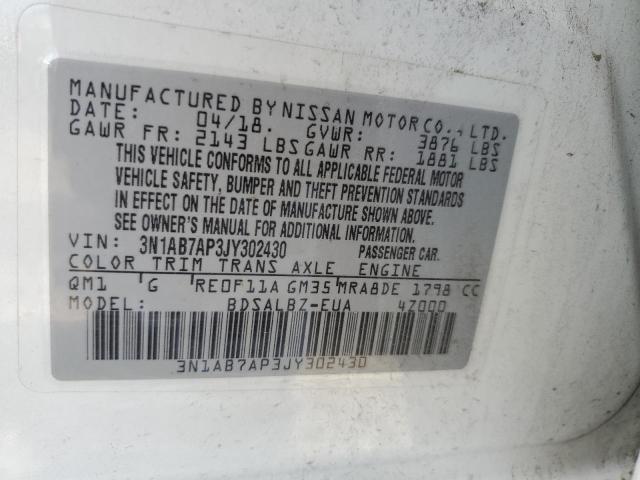 MANUFACTURED BY NISSAN MOTOR CO., LTD.
DATE: 04/18. GVWR: 3876 LBS
GAWR FR: 2143 LBS GAWR RR: 1881 LBS
THIS VEHICLE CONFORMS TO ALL APPLICABLE FEDERAL MOTOR
VEHICLE SAFETY, BUMPER AND THEFT PREVENTION STANDARDS
IN EFFECT ON THE DATE OF MANUFACTURE SHOWN ABOVE.
SEE OWNER'S MANUAL FOR ADDITIONAL INFORMATION.
VIN: 3N1AB7AP3JY302430 PASSENGER CAR.
COLOR TRIM TRANS AXLE ENGINE
QM1 G RE0F11A GM35 MRA8DE 1798 CC
MODEL: BDSALBZ-EUA 4Z000
3N1AB7AP3JY302430